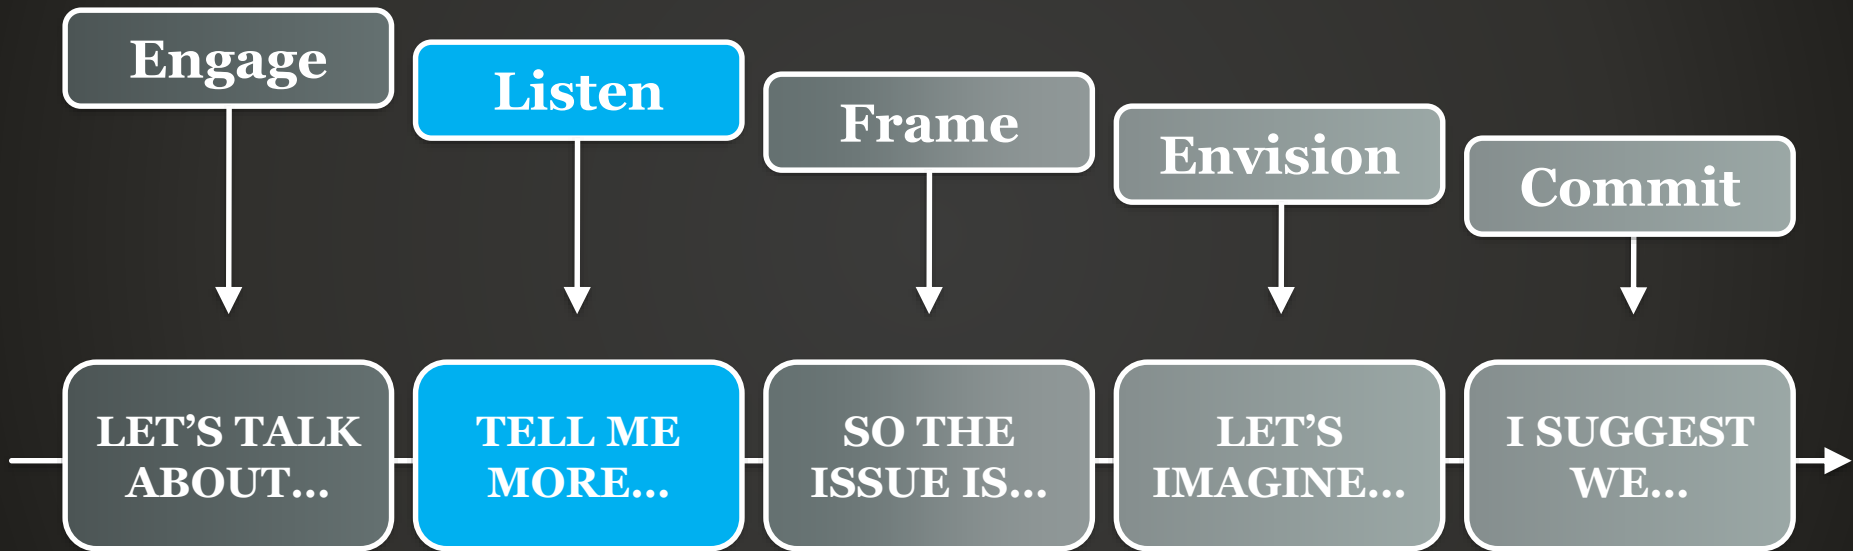 Engage
Listen
Frame
Envision
Commit
LET’S TALK
ABOUT…
TELL ME
MORE…
SO THE
ISSUE IS…
LET’S
IMAGINE…
I SUGGEST
WE…